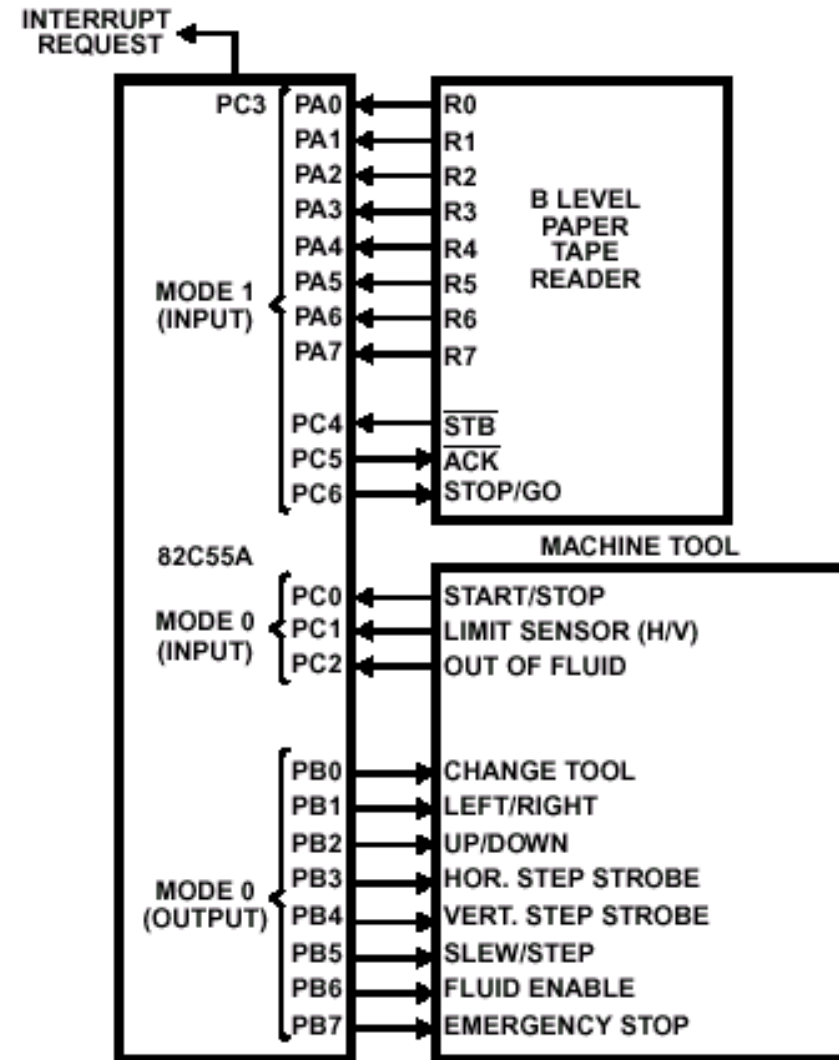 INTERRUPT
REQUEST
PC3 PA0 R0
PA1 R1
PA2 R2
PA3 R3
PA4 R4
PA5 R5
PA6 R6
PA7 R7
B LEVEL
PAPER
TAPE
READER
MODE 1
(INPUT)
PC4 STB
PC5 ACK
PC6 STOP/GO
MACHINE TOOL
82C55A
MODE 0
(INPUT)
PC0 START/STOP
PC1 LIMIT SENSOR (H/V)
PC2 OUT OF FLUID
MODE 0
(OUTPUT)
PB0 CHANGE TOOL
PB1 LEFT/RIGHT
PB2 UP/DOWN
PB3 HOR. STEP STROBE
PB4 VERT. STEP STROBE
PB5 SLEW/STEP
PB6 FLUID ENABLE
PB7 EMERGENCY STOP